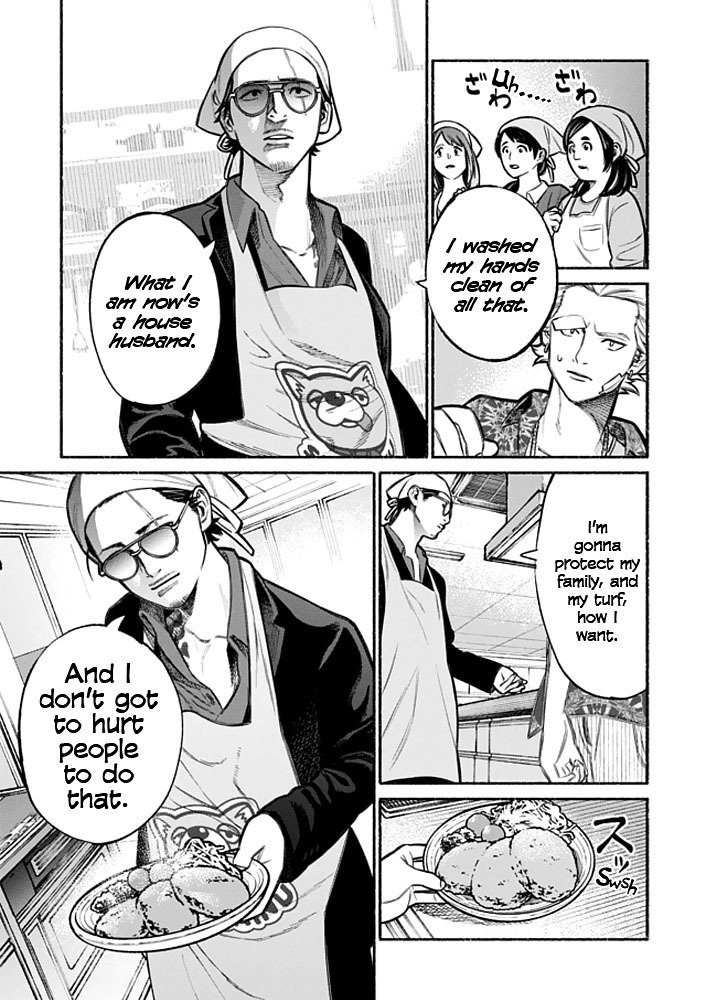 ざわ
Uh......
ざわ
I washed
my hands
clean of
all that.
What I
am now's
a house
husband.
I'm
gonna
protect my
family, and
my turf,
how I
want.
スッ
Swsh
And I
don't got
to hurt
people
to do
that.